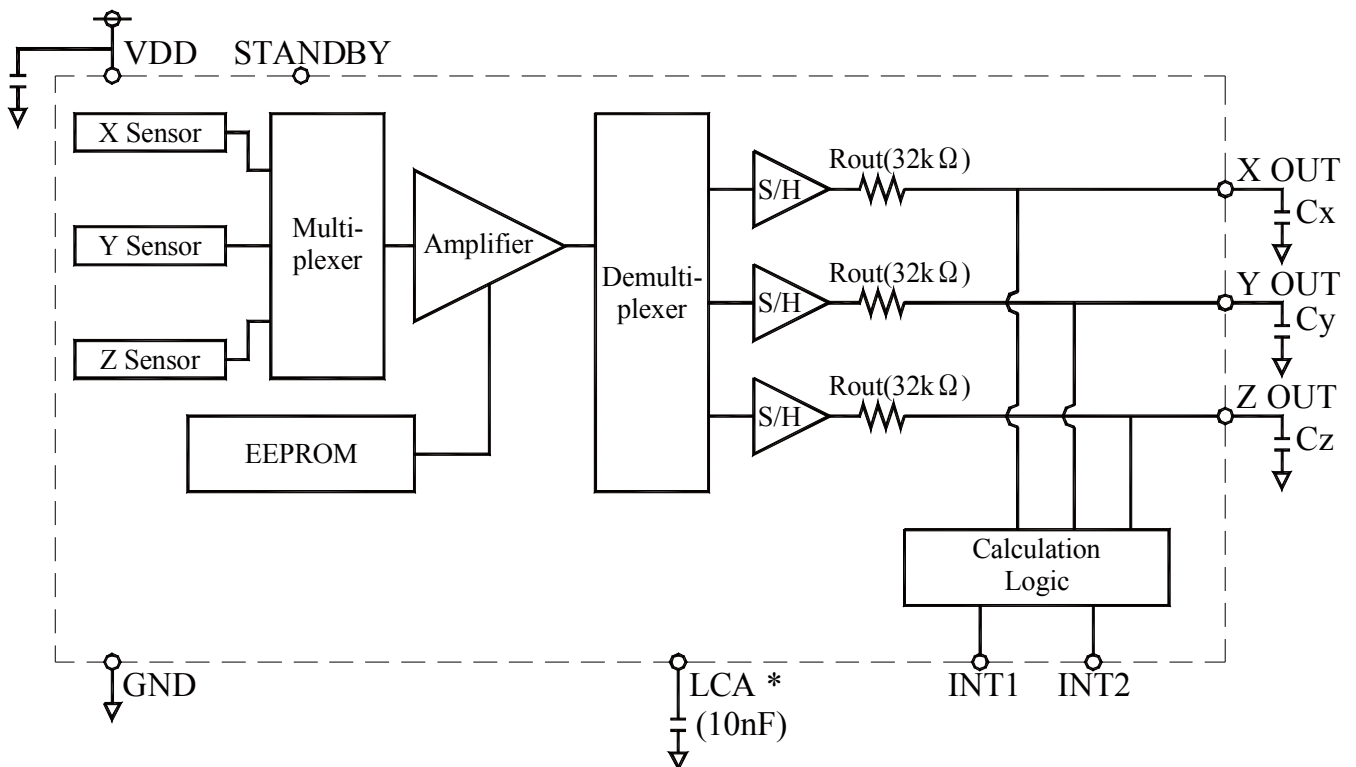 VDD
STANDBY
X Sensor
Y Sensor
Z Sensor
Multi-
plexer
Amplifier
EEPROM
Demulti-
plexer
S/H
Rout(32kΩ)
X OUT
Cx
S/H
Rout(32kΩ)
Y OUT
Cy
S/H
Rout(32kΩ)
Z OUT
Cz
Calculation
Logic
GND
LCA *
(10nF)
INT1
INT2